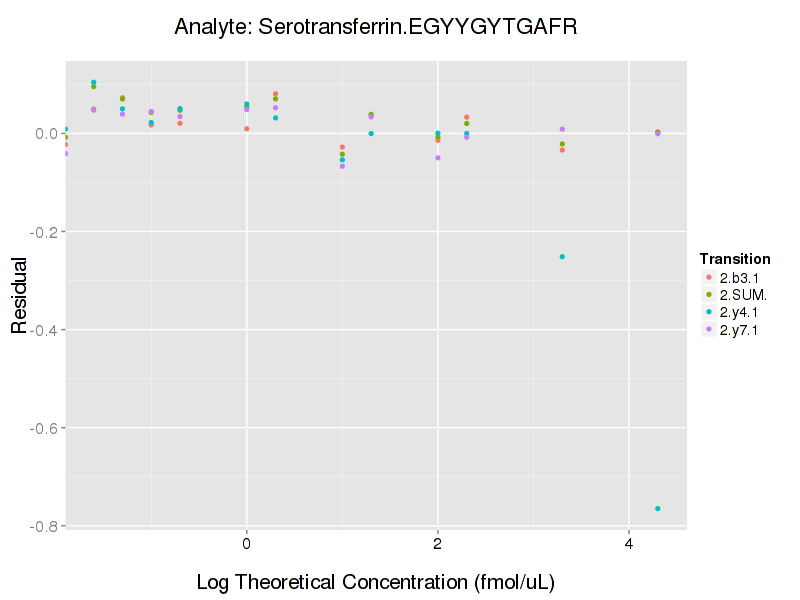 Analyte: Serotransferrin.EGYYGYTGAFR
Residual
0.0
-0.2
-0.4
-0.6
-0.8
0
2
4
Log Theoretical Concentration (fmol/uL)
Transition
2.b3.1
2.SUM.
2.y4.1
2.y7.1